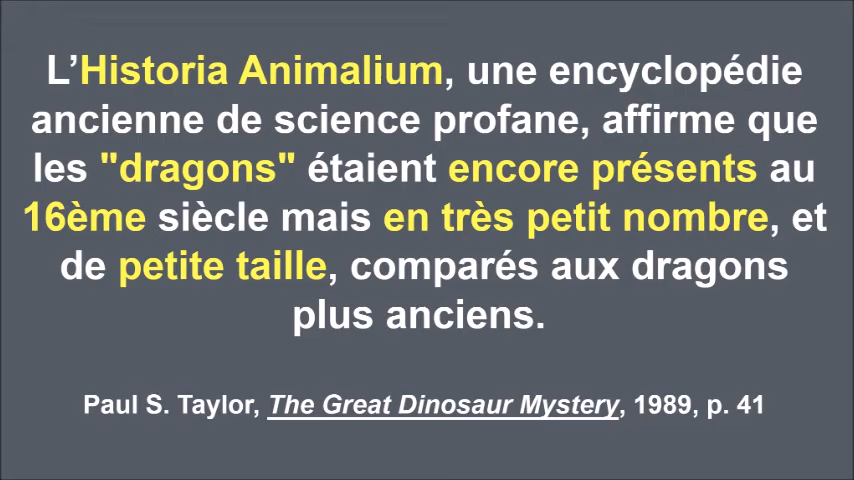 L’Historia Animalium, une encyclopédie
ancienne de science profane, affirme que
les "dragons" étaient encore présents au
16ème siècle mais en très petit nombre, et
de petite taille, comparés aux dragons
plus anciens.
Paul S. Taylor, The Great Dinosaur Mystery, 1989, p. 41